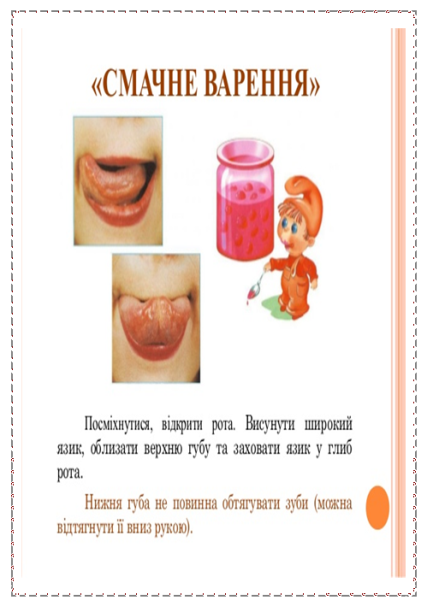 «СМАЧНЕ ВАРЕННЯ»
Посміхнутися, відкрити рота. Висунути широкий
язик, облизати верхню губу та заховати язик у глиб
рота.
Нижня губа не повинна обтягувати зуби (можна
відтягнути її вниз рукою).